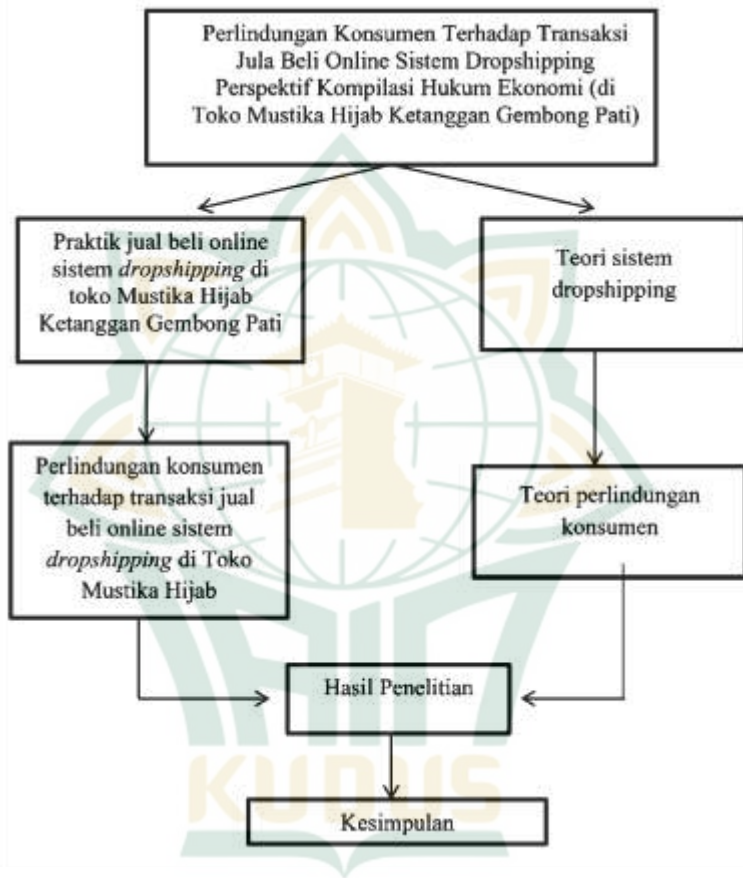 Perlindungan Konsumen Terhadap Transaksi
Jula Beli Online Sistem Dropshipping
Perspektif Kompilasi Hukum Ekonomi (di
Toko Mustika Hijab Ketanggan Gembong Pati)
Praktik jual beli online
sistem dropshipping di
toko Mustika Hijab
Ketanggan Gembong Pati
Teori sistem
dropshipping
Perlindungan konsumen
terhadap transaksi jual
beli online sistem
dropshipping di Toko
Mustika Hijab
Teori perlindungan
konsumen
Hasil Penelitian
Kesimpulan
IAIN
KUDUS